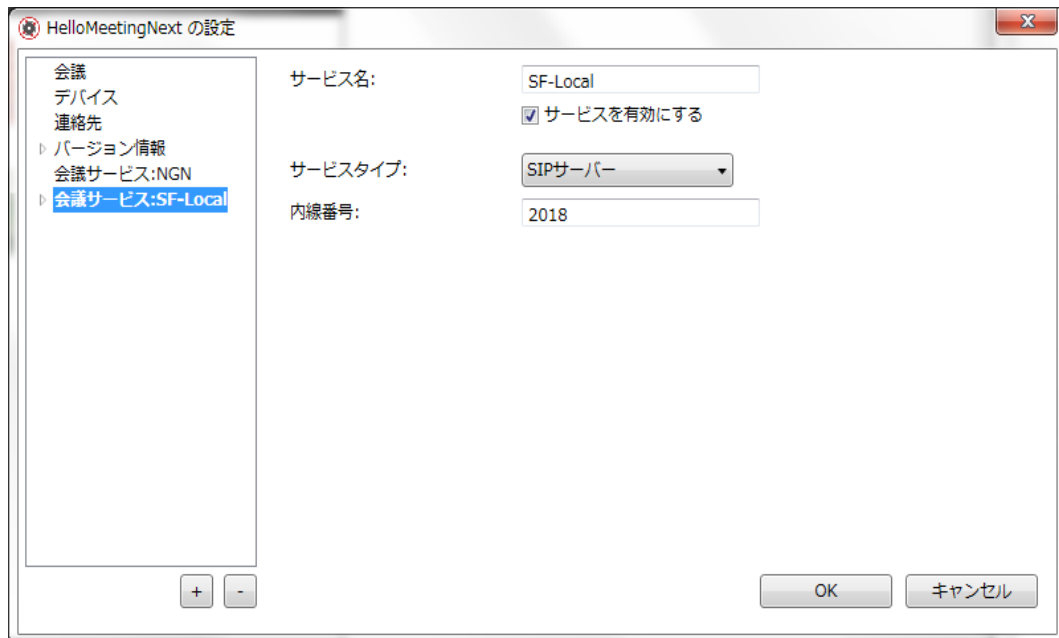 HelloMeetingNext の設定
会議
デバイス
連絡先
バージョン情報
会議サービス:NGN
会議サービス:SF-Local
サービス名:
SF-Local
サービスを有効にする
サービスタイプ:
SIPサーバー
内線番号:
2018
+
-
OK
キャンセル